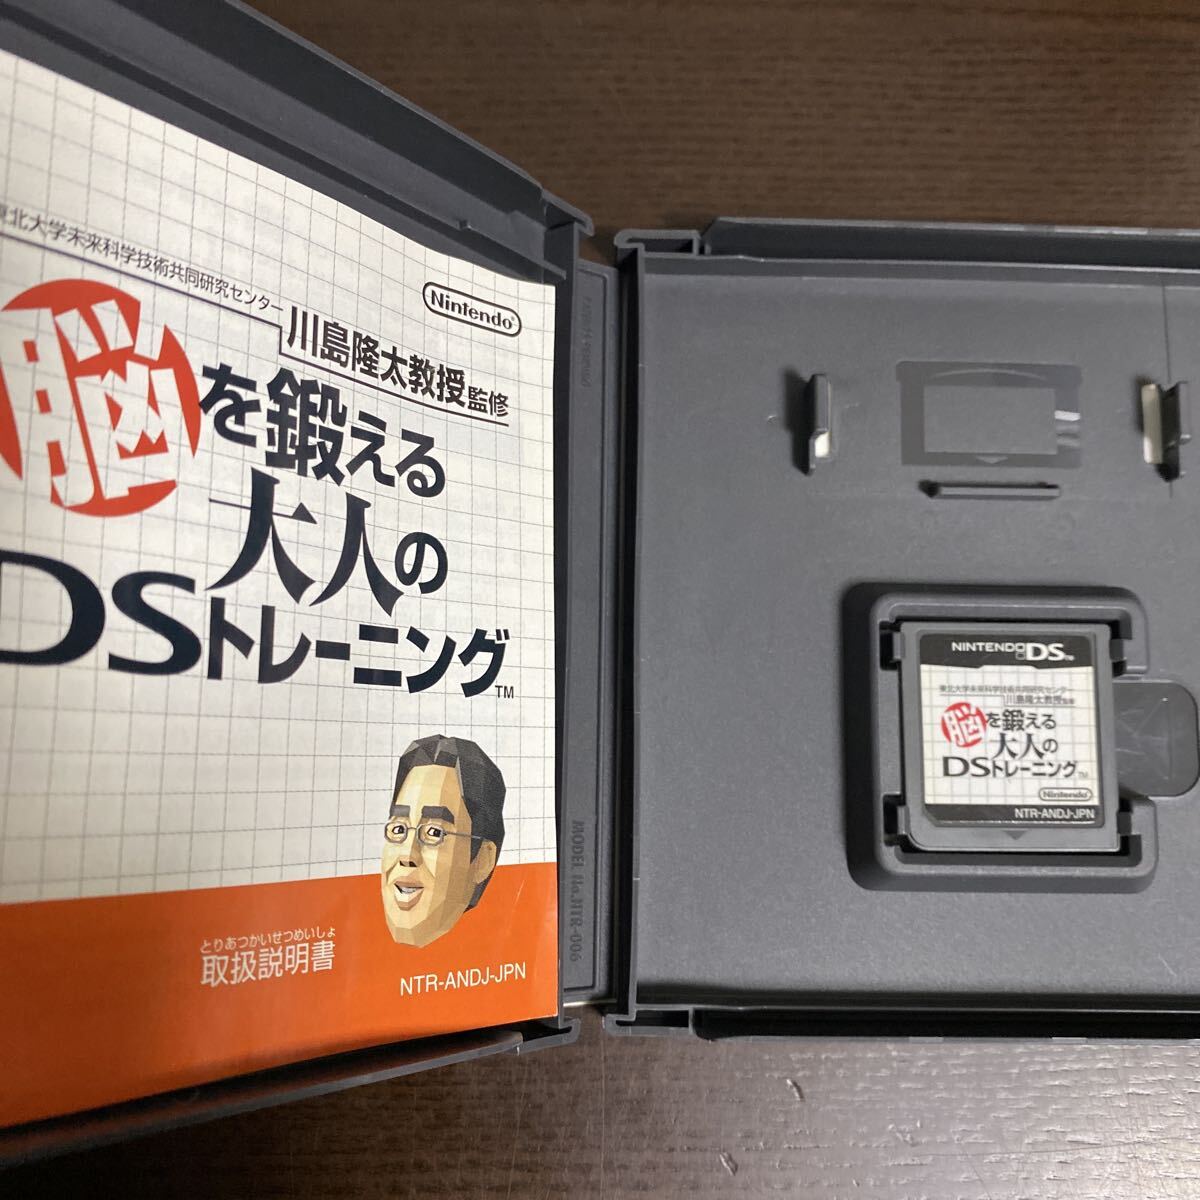 東北大学未来科学技術共同研究センター
川島隆太教授監修
Nintendo
脳を鍛える
大人の
DSトレーニング™
とりあつかいせつめいしょ
取扱説明書
NTR-ANDJ-JPN
MODEL No.NTR-006
NINTENDO DS™
東北大学未来科学技術共同研究センター
川島隆太教授監修
脳を鍛える
大人の
DSトレーニング™
Nintendo
NTR-ANDJ-JPN